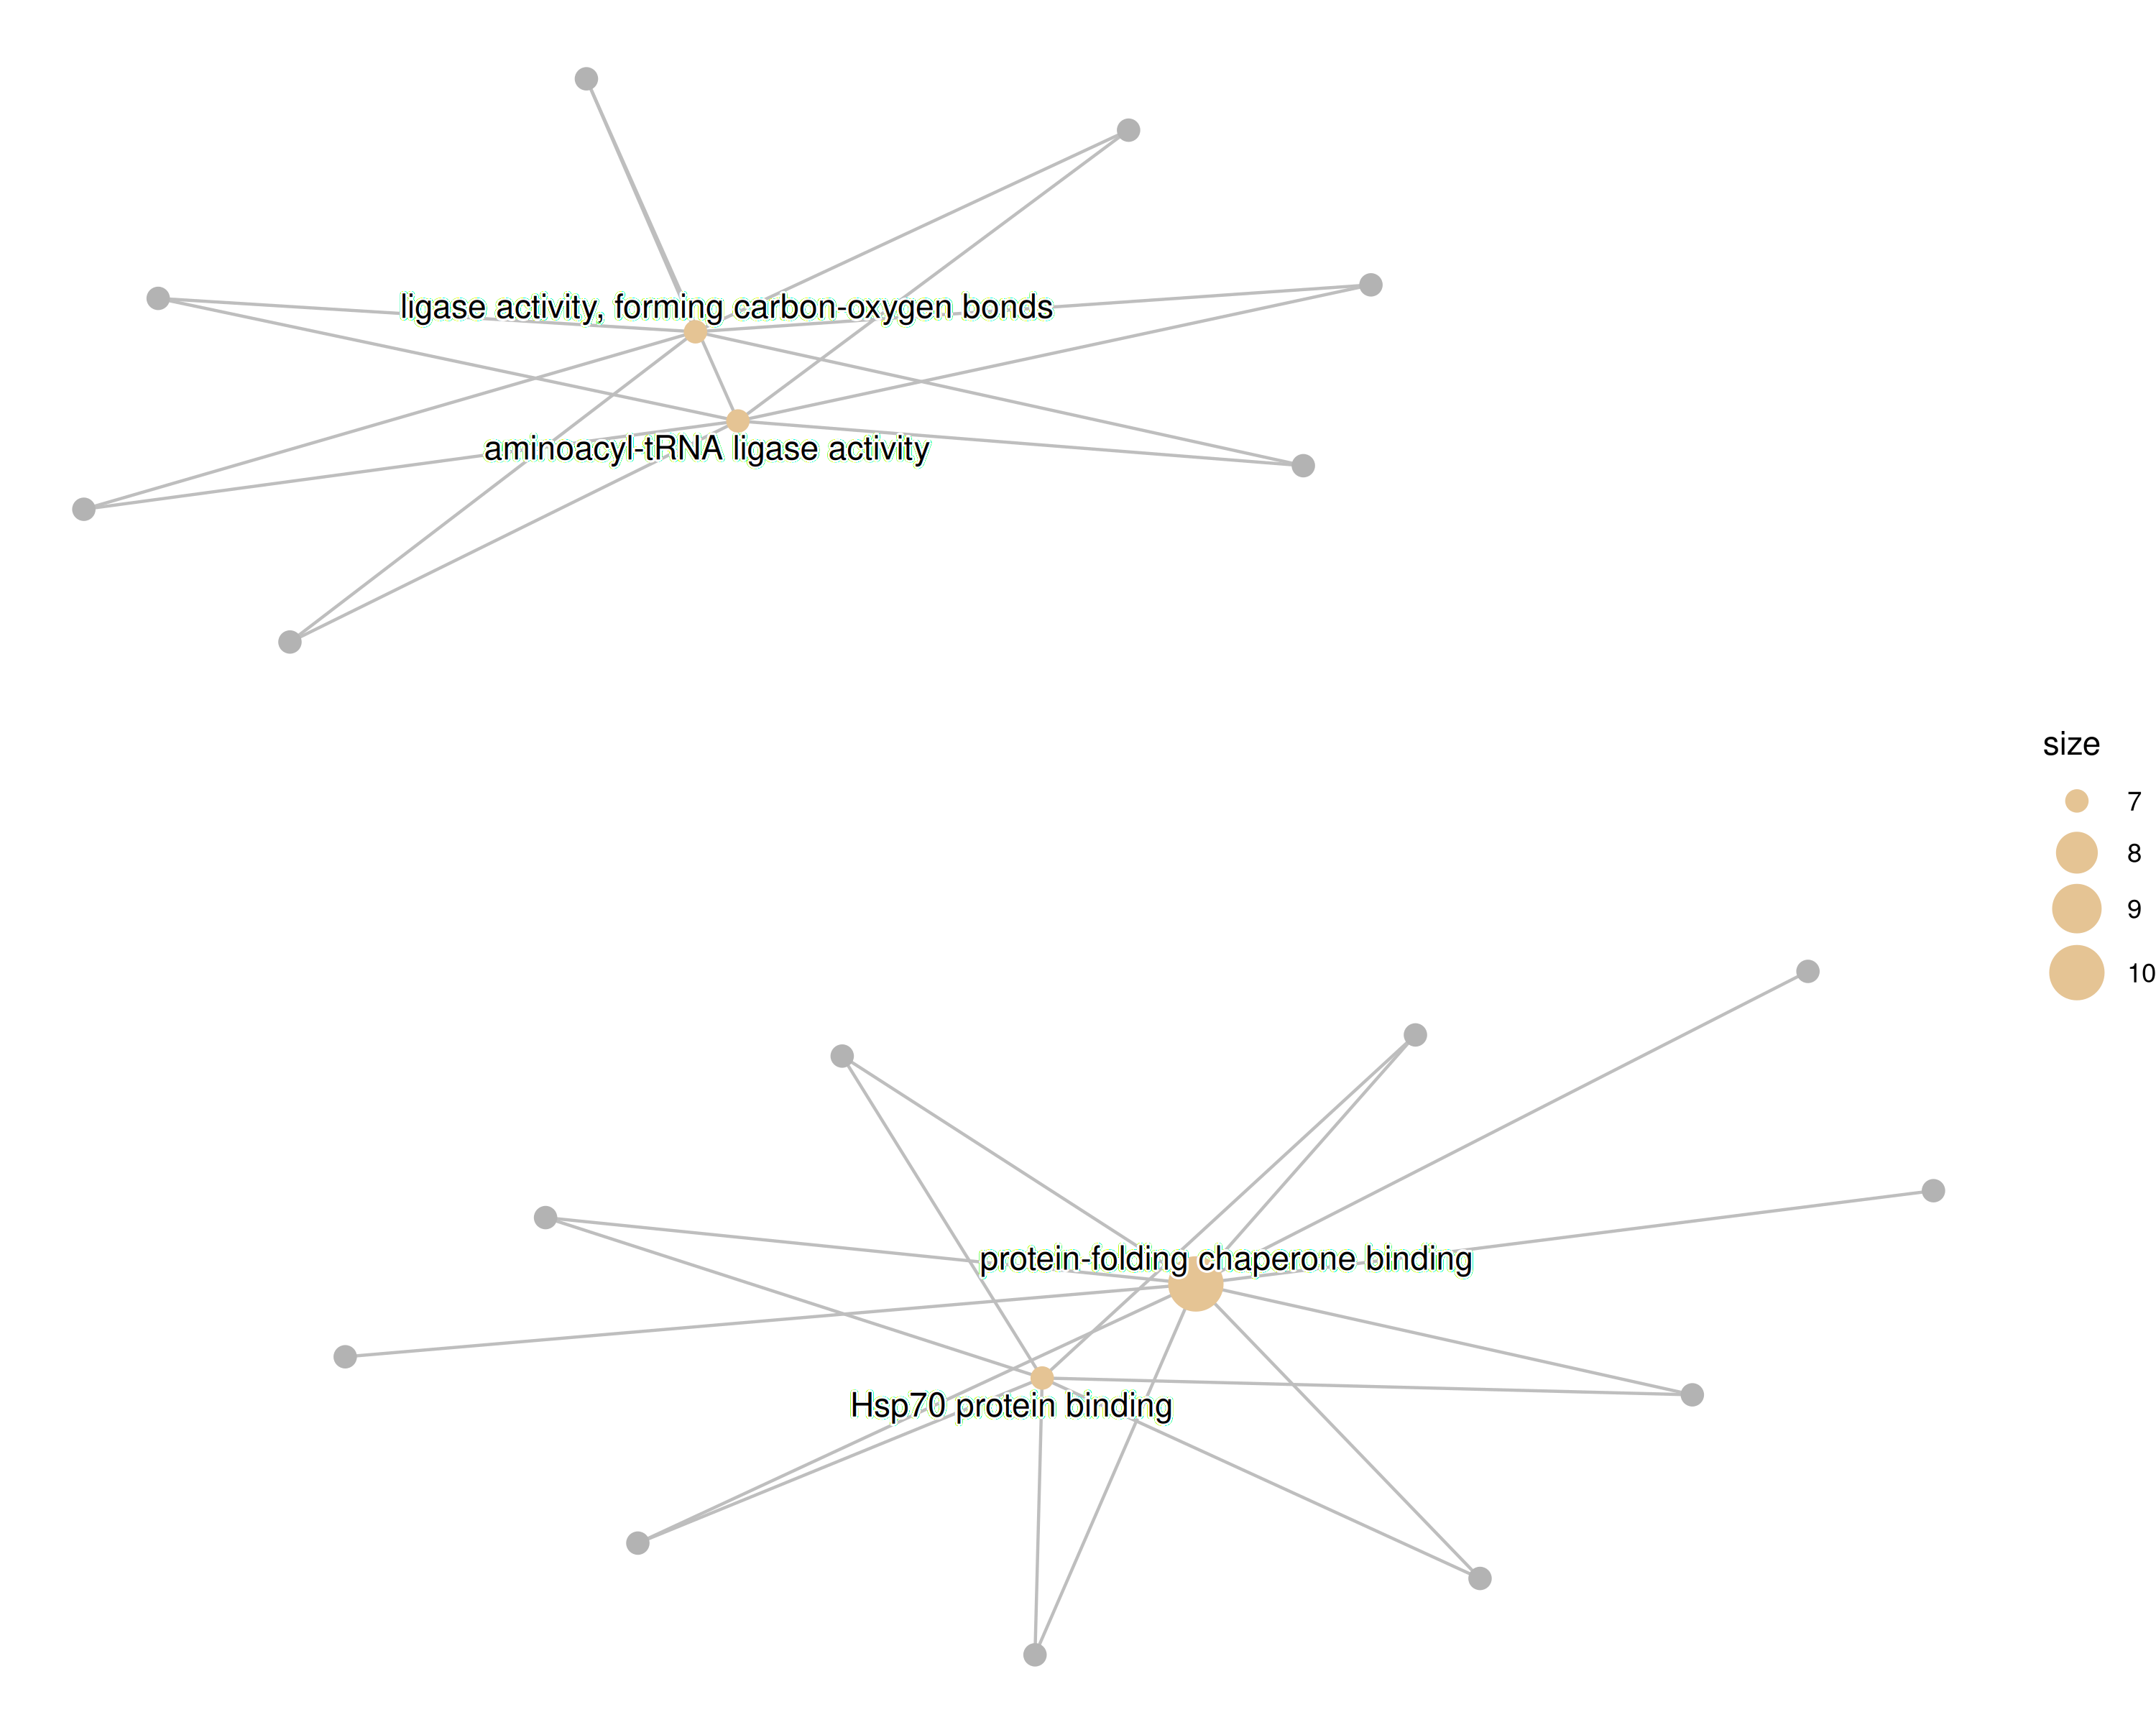 ligase activity, forming carbon-oxygen bonds
aminoacyl-tRNA ligase activity
size
7
8
9
10
protein-folding chaperone binding
Hsp70 protein binding